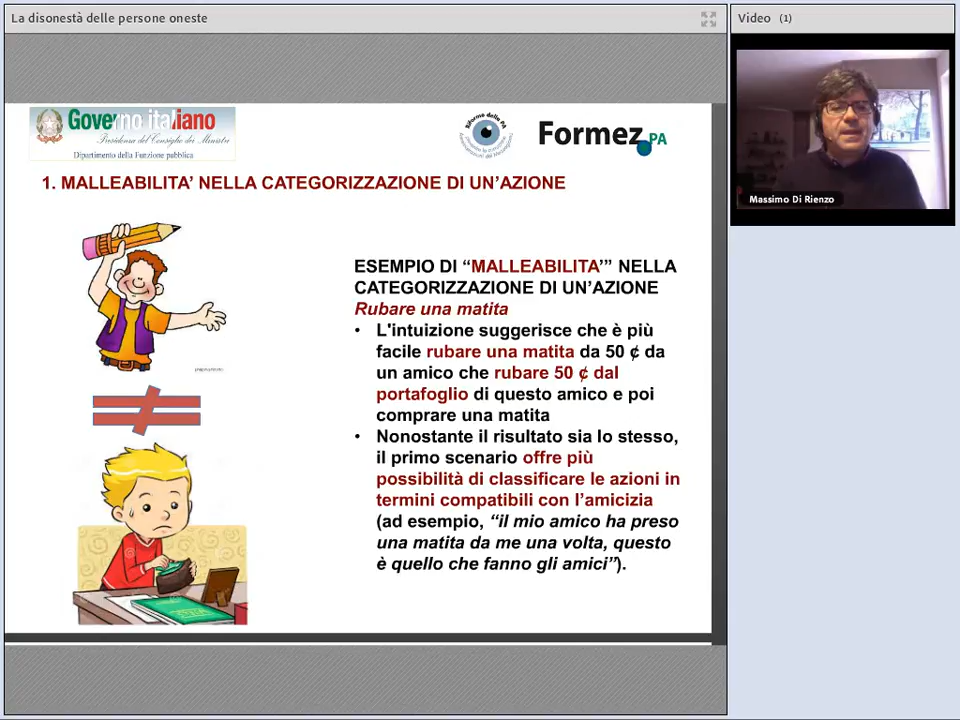 La disonestà delle persone oneste
Video (1)
Governo italiano
Presidenza del Consiglio dei Ministri
Dipartimento della Funzione pubblica
Riforme delle PA
Formez PA
Massimo Di Rienzo
1. MALLEABILITA’ NELLA CATEGORIZZAZIONE DI UN’AZIONE
ESEMPIO DI “MALLEABILITA’” NELLA
CATEGORIZZAZIONE DI UN’AZIONE
Rubare una matita
• L'intuizione suggerisce che è più
facile rubare una matita da 50 ¢ da
un amico che rubare 50 ¢ dal
portafoglio di questo amico e poi
comprare una matita
• Nonostante il risultato sia lo stesso,
il primo scenario offre più
possibilità di classificare le azioni in
termini compatibili con l’amicizia
(ad esempio, “il mio amico ha preso
una matita da me una volta, questo
è quello che fanno gli amici”).